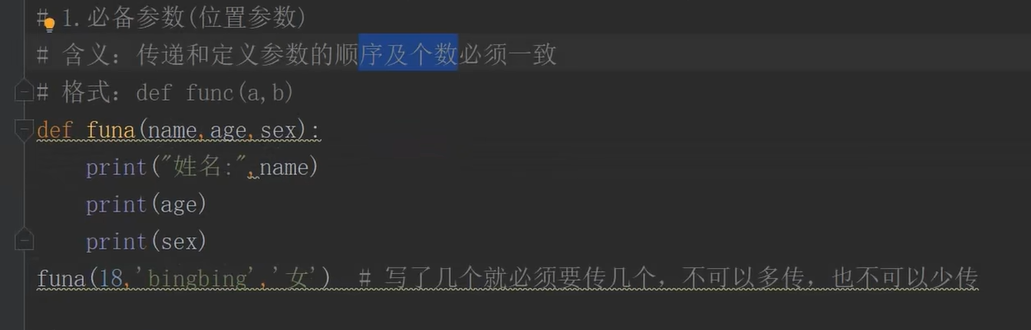 # 1.必备参数(位置参数)
# 含义：传递和定义参数的顺序及个数必须一致
# 格式：def func(a,b)
def funa(name,age,sex):
    print("姓名:",name)
    print(age)
    print(sex)
funa(18,'bingbing','女')  # 写了几个就必须要传几个，不可以多传，也不可以少传